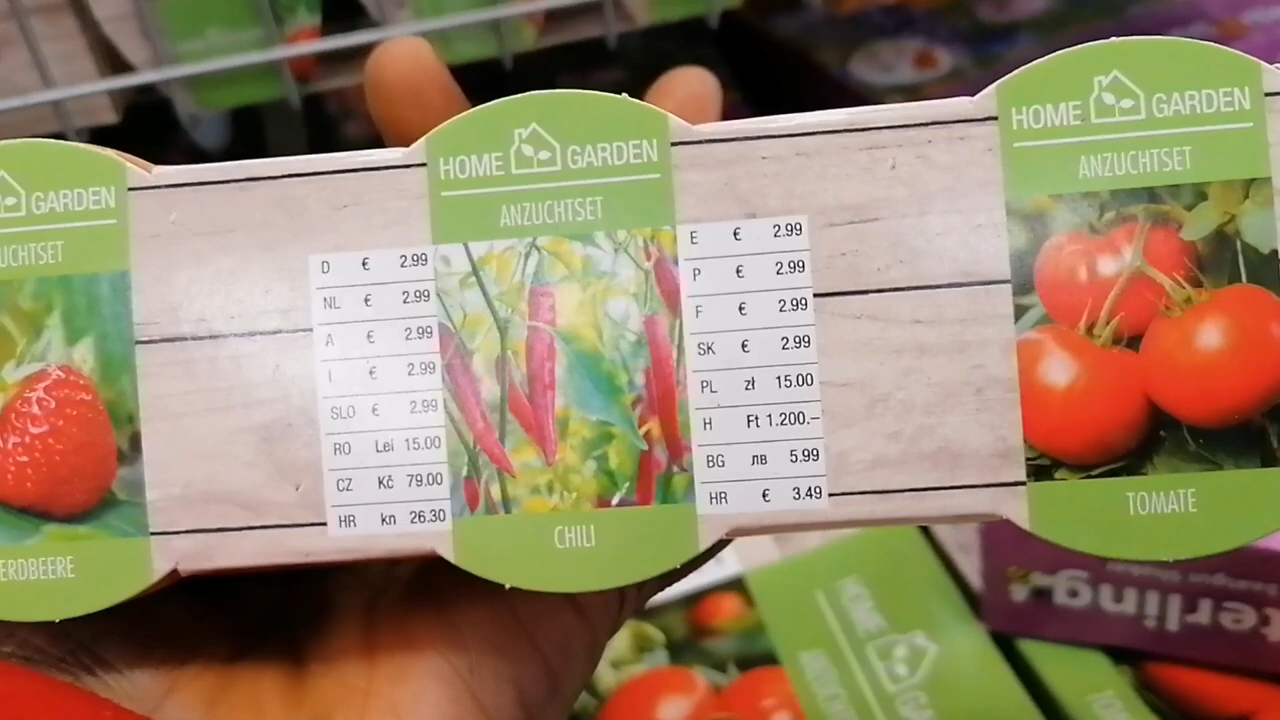 GARDEN
UCHTSET
ERDBEERE
D € 2.99
NL € 2.99
A € 2.99
I € 2.99
SLO € 2.99
RO Lei 15.00
CZ Kč 79.00
HR kn 26.30
HOME GARDEN
ANZUCHTSET
CHILI
E € 2.99
P € 2.99
F € 2.99
SK € 2.99
PL zł 15.00
H Ft 1.200.–
BG лв 5.99
HR € 3.49
HOME GARDEN
ANZUCHTSET
TOMATE
HOME GARDEN
terling